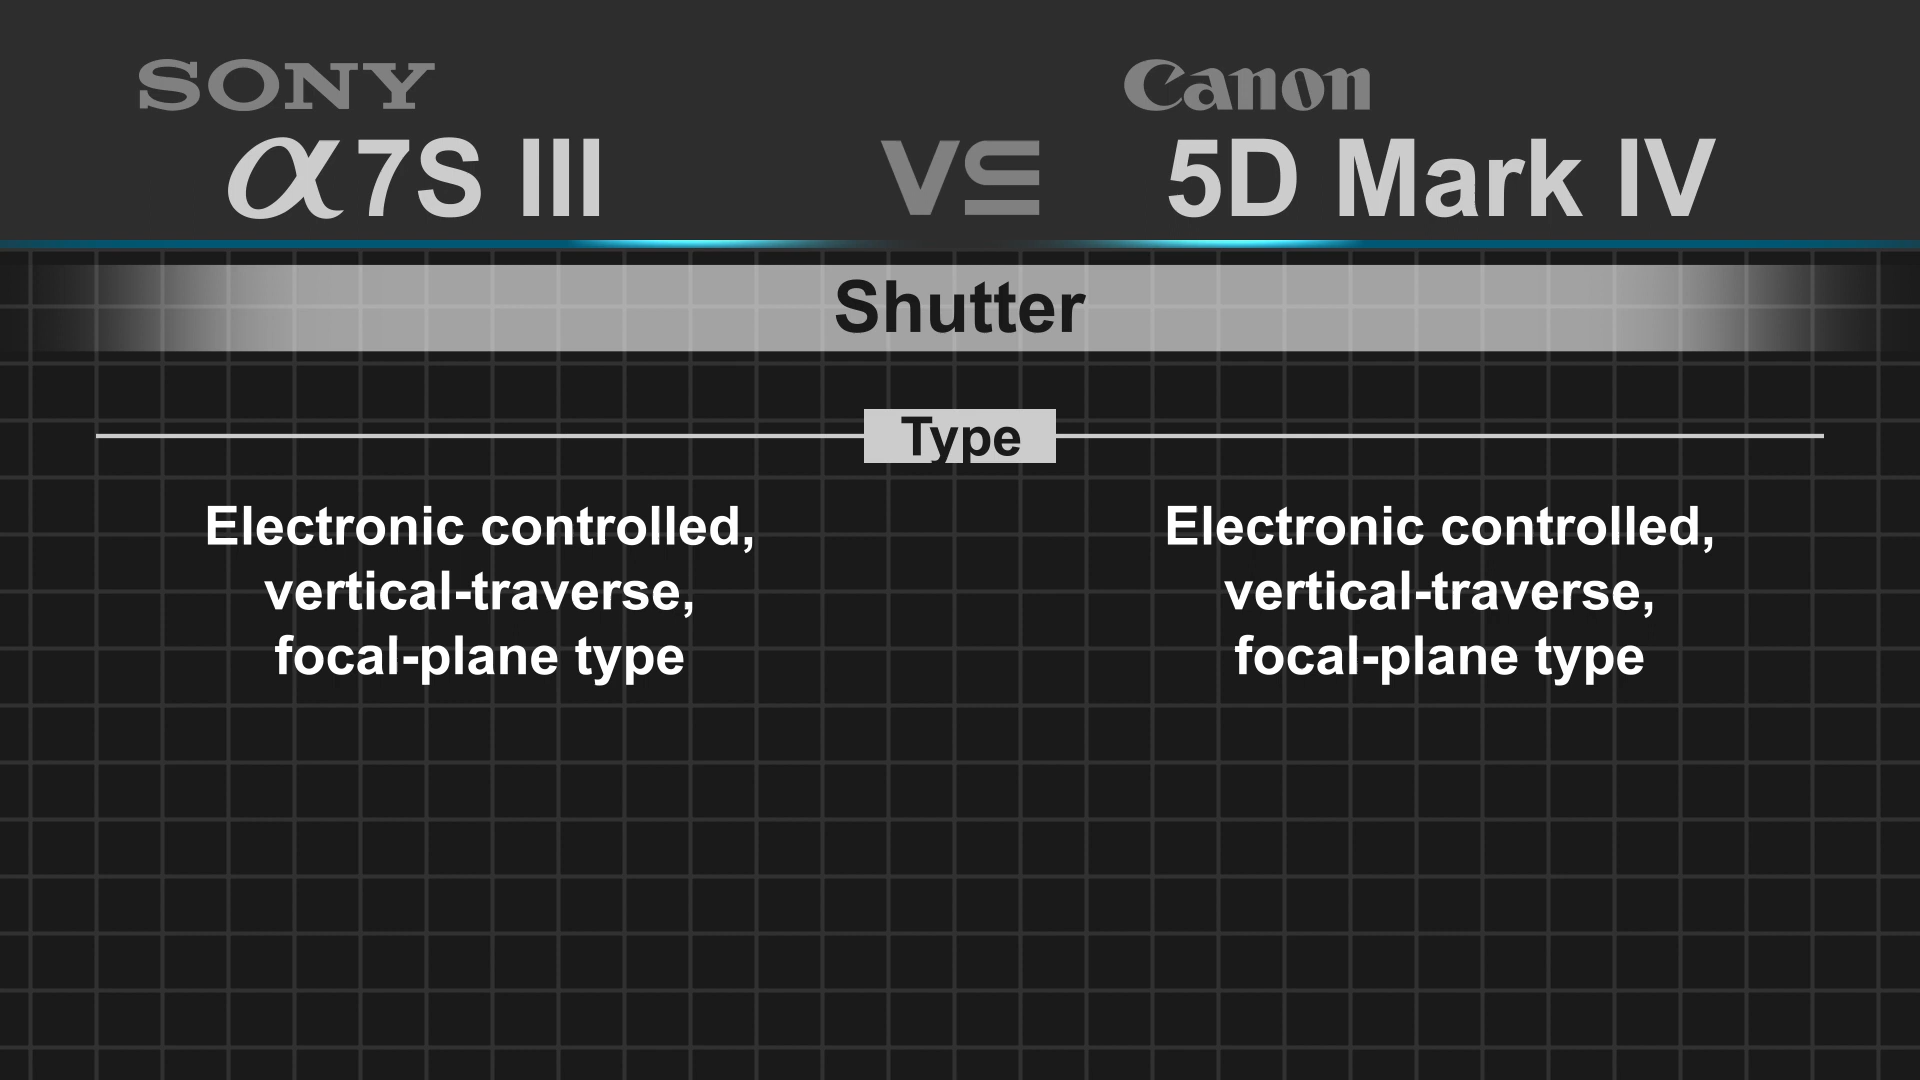 SONY
α7S III
VS
Canon
5D Mark IV
Shutter
Type
Electronic controlled,
vertical-traverse,
focal-plane type
Electronic controlled,
vertical-traverse,
focal-plane type